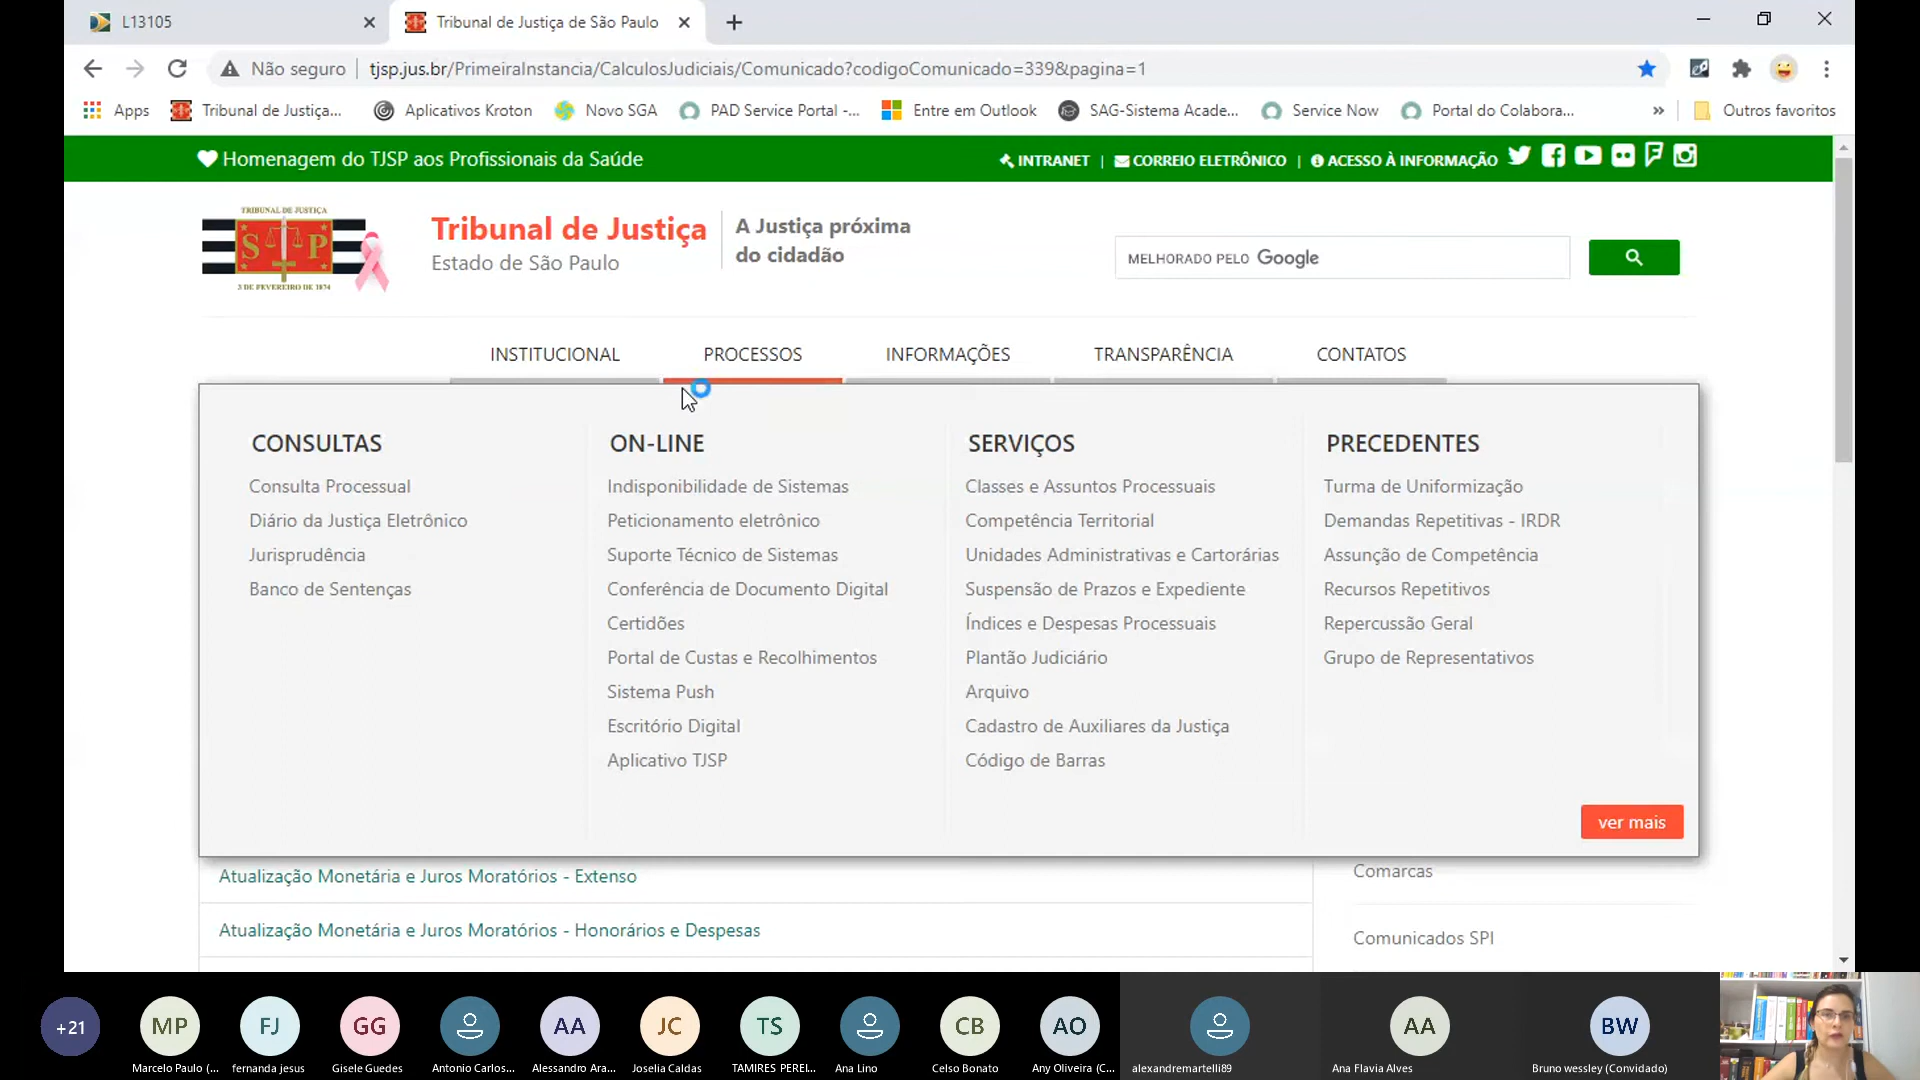 L13105
Tribunal de Justiça de São Paulo
Não seguro
tjsp.jus.br/PrimeiraInstancia/CalculosJudiciais/Comunicado?codigoComunicado=339&pagina=1
Apps
Tribunal de Justiça...
Aplicativos Kroton
Novo SGA
PAD Service Portal -...
Entre em Outlook
SAG-Sistema Acade...
Service Now
Portal do Colabora...
»
Outros favoritos
Homenagem do TJSP aos Profissionais da Saúde
INTRANET | CORREIO ELETRÔNICO | ACESSO À INFORMAÇÃO
TRIBUNAL DE JUSTIÇA
S P
3 DE FEVEREIRO DE 1874
Tribunal de Justiça
Estado de São Paulo
A Justiça próxima
do cidadão
MELHORADO PELO Google
INSTITUCIONAL
PROCESSOS
INFORMAÇÕES
TRANSPARÊNCIA
CONTATOS
CONSULTAS
Consulta Processual
Diário da Justiça Eletrônico
Jurisprudência
Banco de Sentenças
ON-LINE
Indisponibilidade de Sistemas
Peticionamento eletrônico
Suporte Técnico de Sistemas
Conferência de Documento Digital
Certidões
Portal de Custas e Recolhimentos
Sistema Push
Escritório Digital
Aplicativo TJSP
SERVIÇOS
Classes e Assuntos Processuais
Competência Territorial
Unidades Administrativas e Cartorárias
Suspensão de Prazos e Expediente
Índices e Despesas Processuais
Plantão Judiciário
Arquivo
Cadastro de Auxiliares da Justiça
Código de Barras
PRECEDENTES
Turma de Uniformização
Demandas Repetitivas - IRDR
Assunção de Competência
Recursos Repetitivos
Repercussão Geral
Grupo de Representativos
ver mais
Atualização Monetária e Juros Moratórios - Extenso
Atualização Monetária e Juros Moratórios - Honorários e Despesas
Comarcas
Comunicados SPI
+21
MP
FJ
GG
AA
JC
TS
CB
AO
AA
BW
Marcelo Paulo (...
fernanda jesus
Gisele Guedes
Antonio Carlos...
Alessandro Ara...
Joselia Caldas
TAMIRES PEREI...
Ana Lino
Celso Bonato
Any Oliveira (C...
alexandremartelli89
Ana Flavia Alves
Bruno wessley (Convidado)